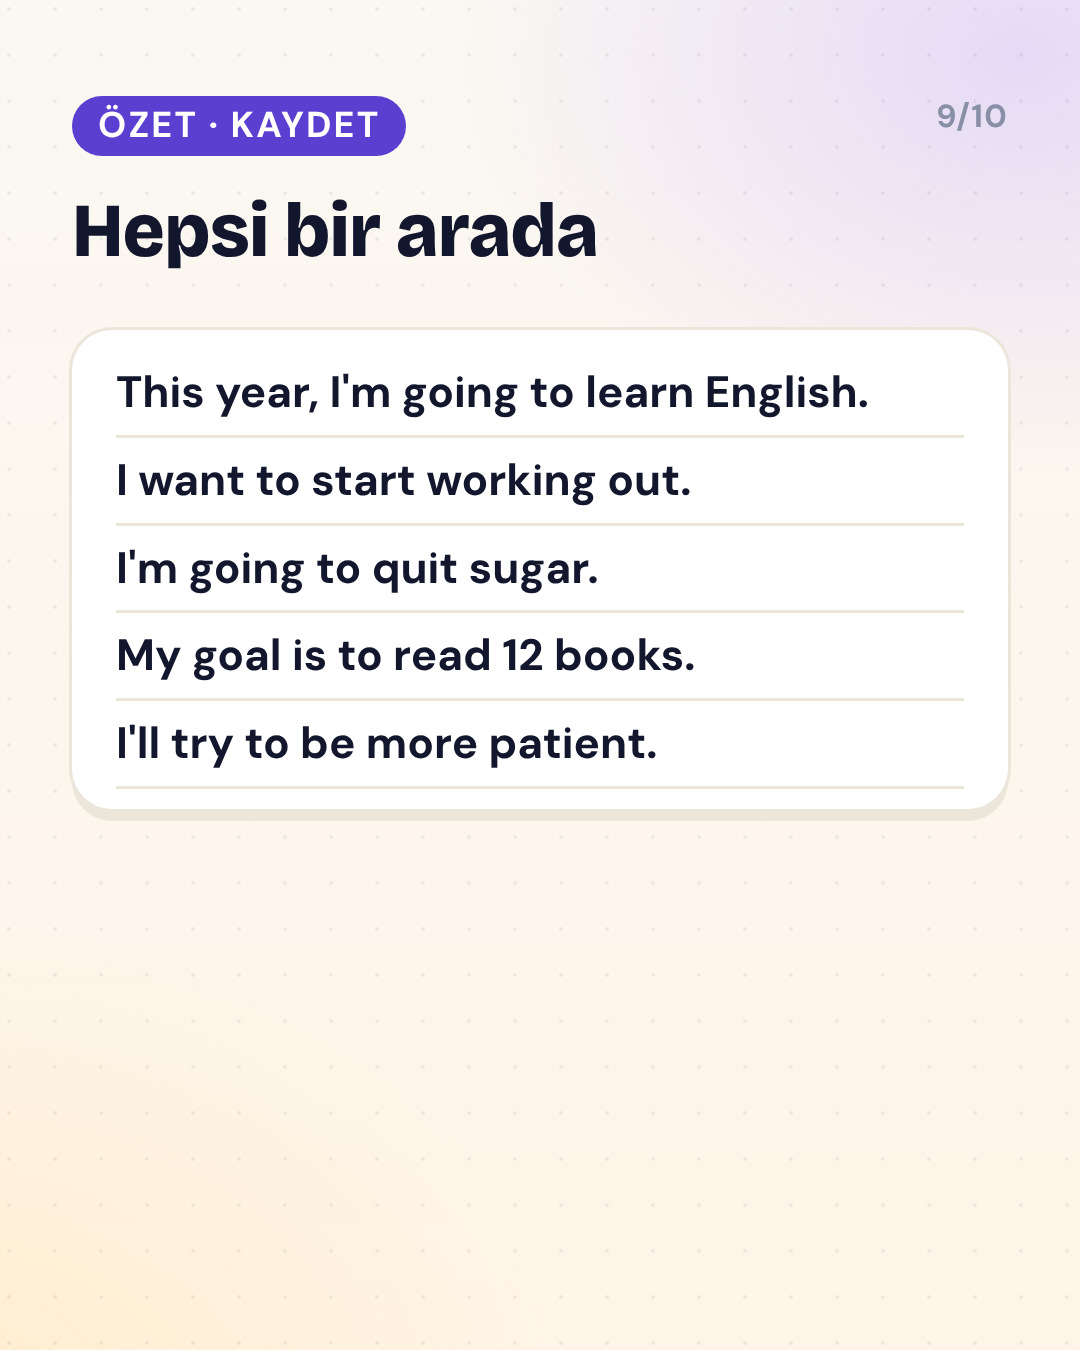 ÖZET · KAYDET
9/10
Hepsi bir arada
This year, I'm going to learn English.
I want to start working out.
I'm going to quit sugar.
My goal is to read 12 books.
I'll try to be more patient.